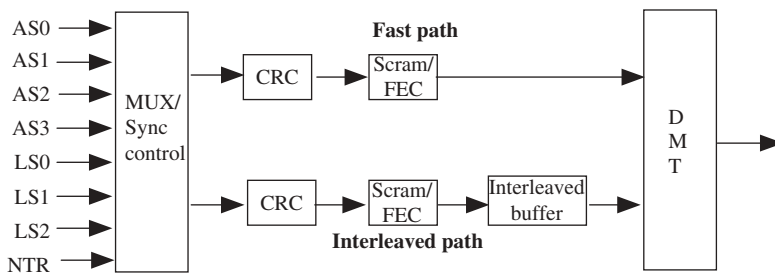 AS0
AS1
AS2
AS3
LS0
LS1
LS2
NTR
MUX/
Sync
control
Fast path
CRC
Scram/
FEC
CRC
Scram/
FEC
Interleaved
buffer
Interleaved path
D
M
T